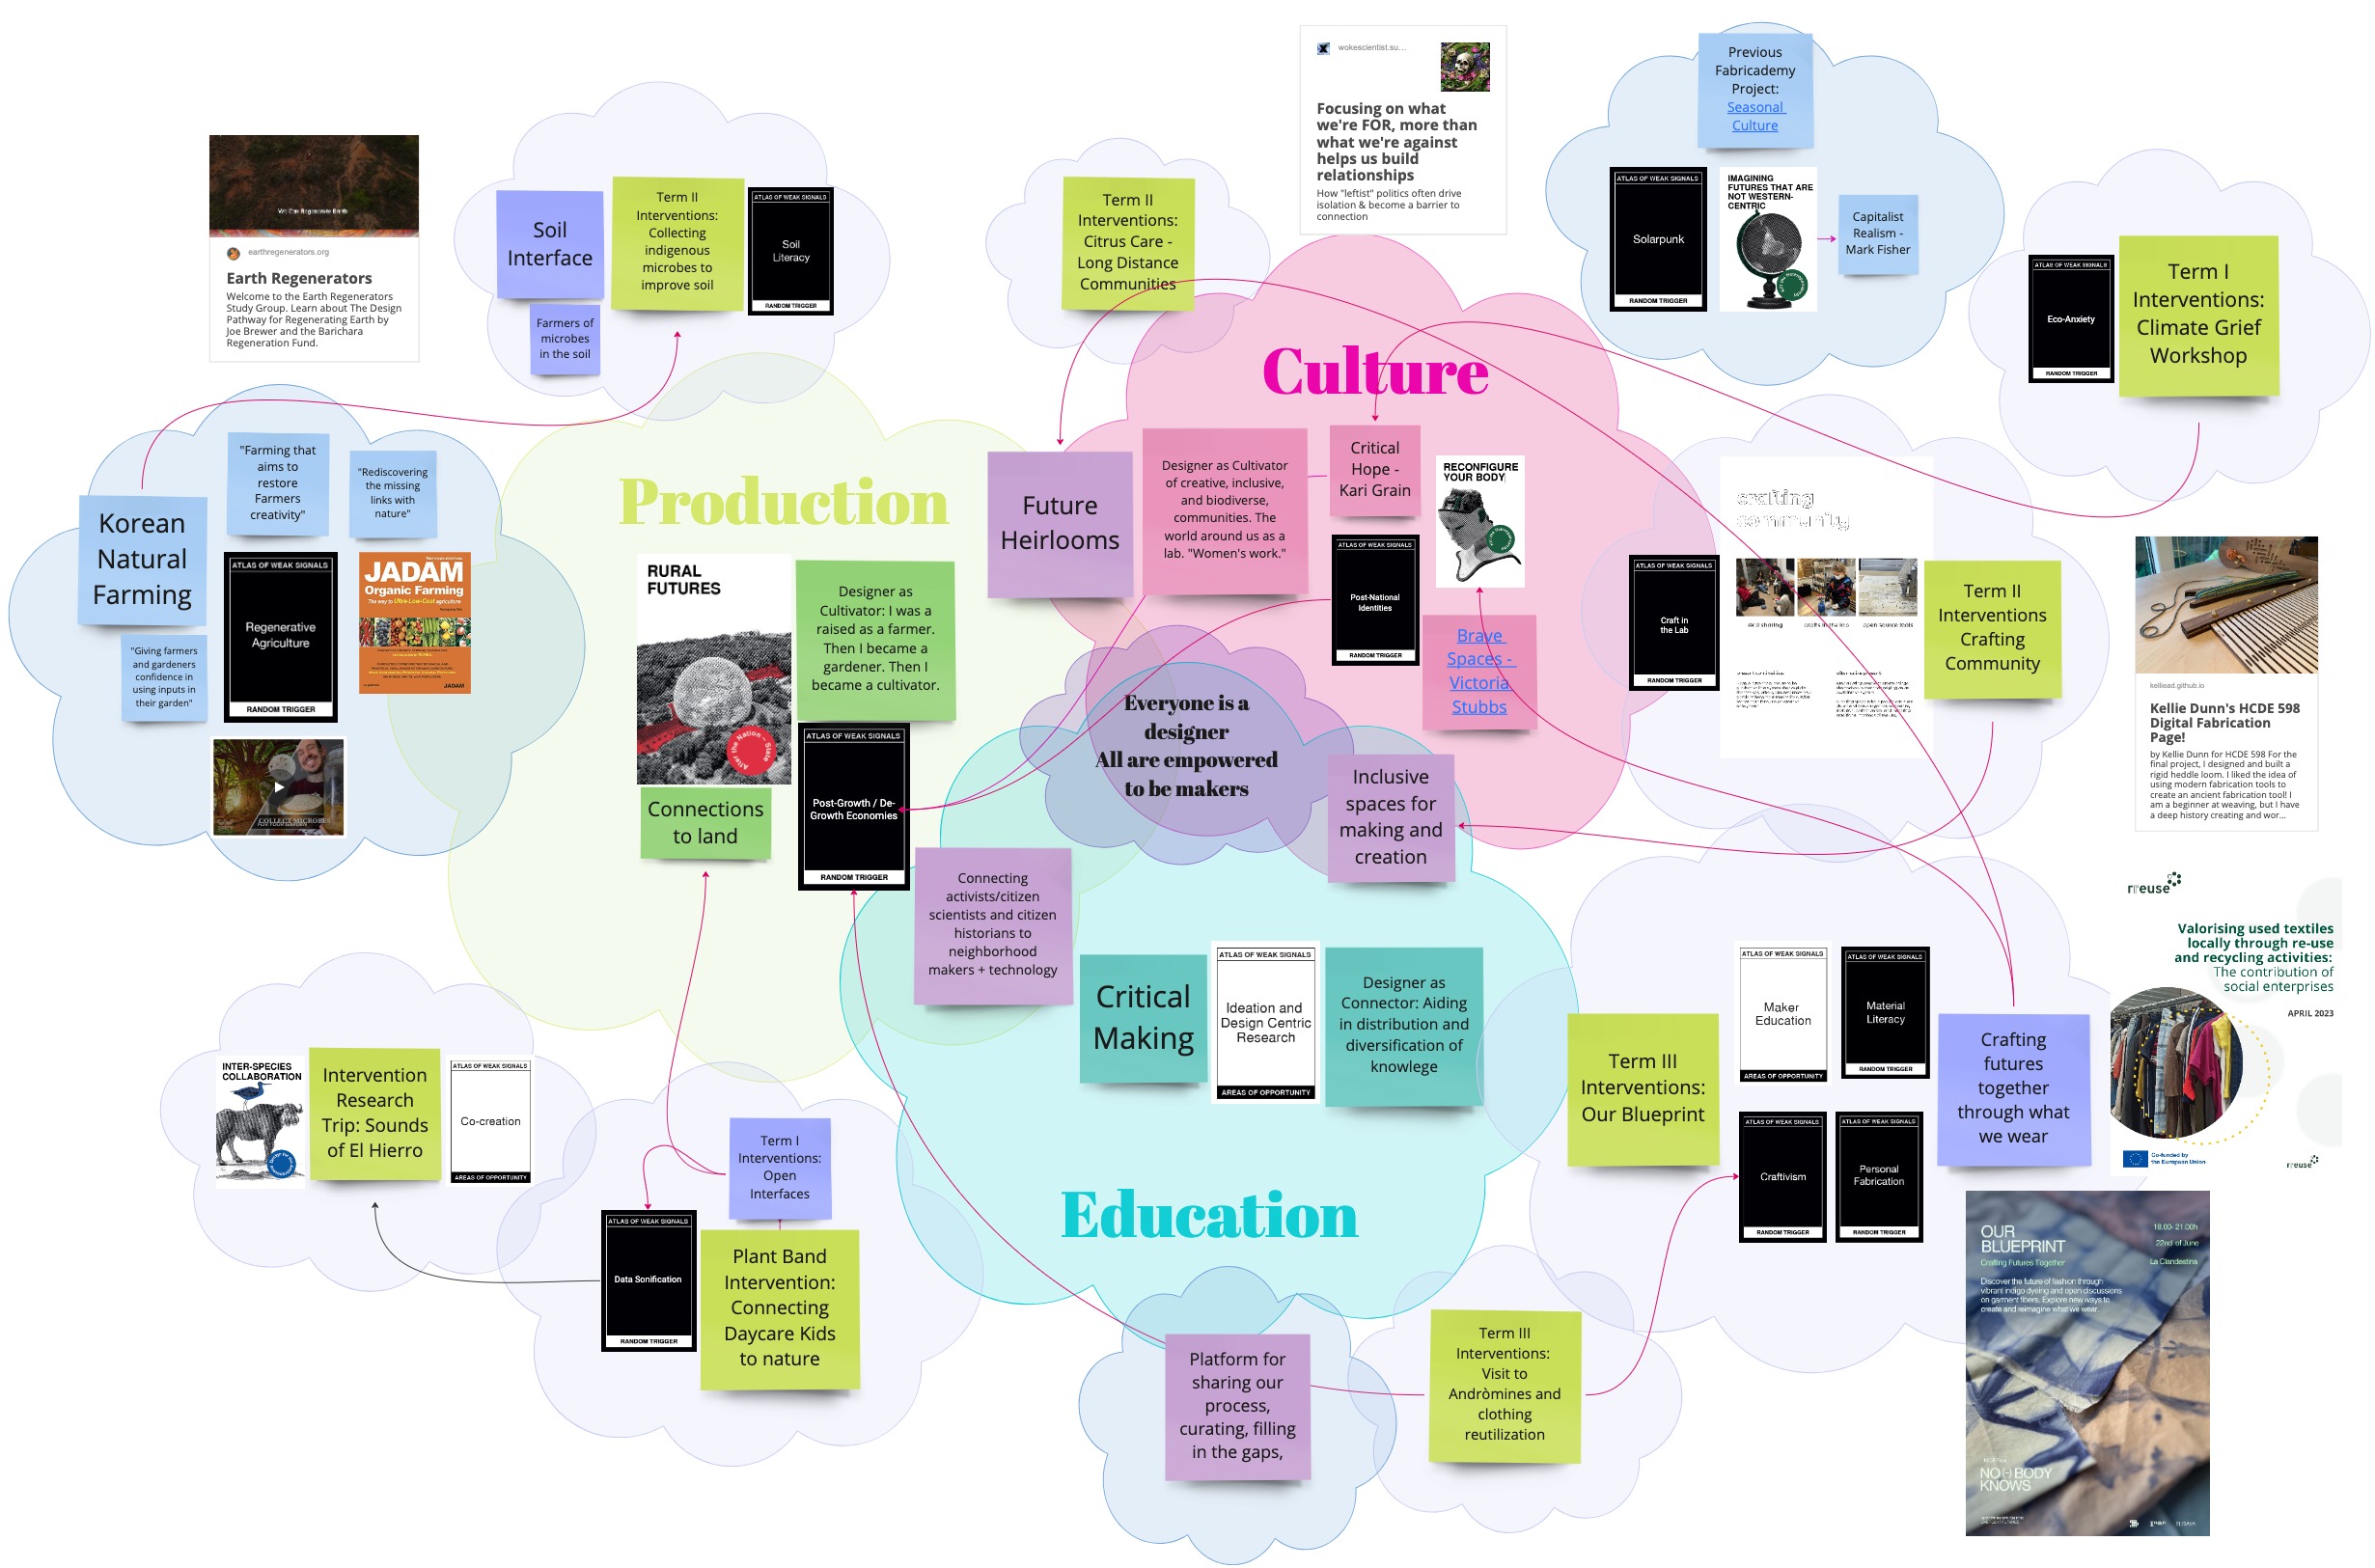 We Can Regenerate Earth
earthregenerators.org
Earth Regenerators
Welcome to the Earth Regenerators
Study Group. Learn about The Design
Pathway for Regenerating Earth by
Joe Brewer and the Barichara
Regeneration Fund.
Soil
Interface
Farmers of
microbes
in the soil
Term II
Interventions:
Collecting
indigenous
microbes to
improve soil
ATLAS OF WEAK SIGNALS
Soil
Literacy
RANDOM TRIGGER
Term II
Interventions:
Citrus Care -
Long Distance
Communities
wokescientist.su...
Focusing on what
we're FOR, more than
what we're against
helps us build
relationships
How "leftist" politics often drive
isolation & become a barrier to
connection
Previous
Fabricademy
Project:
Seasonal
Culture
ATLAS OF WEAK SIGNALS
Solarpunk
RANDOM TRIGGER
IMAGINING
FUTURES THAT ARE
NOT WESTERN-
CENTRIC
Capitalist
Realism -
Mark Fisher
ATLAS OF WEAK SIGNALS
Eco-Anxiety
RANDOM TRIGGER
Term I
Interventions:
Climate Grief
Workshop
Korean
Natural
Farming
"Farming that
aims to
restore
Farmers
creativity"
"Rediscovering
the missing
links with
nature"
"Giving farmers
and gardeners
confidence in
using inputs in
their garden"
ATLAS OF WEAK SIGNALS
Regenerative
Agriculture
RANDOM TRIGGER
JADAM
Organic Farming
The way to Ultra-Low-Cost agriculture
JADAM
COLLECT MICROBES
FOR YOUR GARDEN
Production
RURAL
FUTURES
After the Nation-State
Designer as
Cultivator: I was a
raised as a farmer.
Then I became a
gardener. Then I
became a cultivator.
Connections
to land
ATLAS OF WEAK SIGNALS
Post-Growth / De-
Growth Economies
RANDOM TRIGGER
Culture
Future
Heirlooms
Designer as Cultivator
of creative, inclusive,
and biodiverse,
communities. The
world around us as a
lab. "Women's work."
Critical
Hope -
Kari Grain
ATLAS OF WEAK SIGNALS
Post-National
Identities
RANDOM TRIGGER
RECONFIGURE
YOUR BODY
Brave
Spaces -
Victoria
Stubbs
Everyone is a
designer
All are empowered
to be makers
Inclusive
spaces for
making and
creation
Connecting
activists/citizen
scientists and citizen
historians to
neighborhood
makers + technology
ATLAS OF WEAK SIGNALS
Craft in
the Lab
RANDOM TRIGGER
crafting
community
skill sharing
crafts in the lab
open source tools
Term II
Interventions
Crafting
Community
kelliead.github.io
Kellie Dunn's HCDE 598
Digital Fabrication
Page!
by Kellie Dunn for HCDE 598 For the
final project, I designed and built a
rigid heddle loom. I liked the idea of
using modern fabrication tools to
create an ancient fabrication tool! I
am a beginner at weaving, but I have
a deep history creating and wor...
Critical
Making
ATLAS OF WEAK SIGNALS
Ideation and
Design Centric
Research
AREAS OF OPPORTUNITY
Designer as
Connector: Aiding
in distribution and
diversification of
knowlege
Education
INTER-SPECIES
COLLABORATION
Intervention
Research
Trip: Sounds
of El Hierro
ATLAS OF WEAK SIGNALS
Co-creation
AREAS OF OPPORTUNITY
Term I
Interventions:
Open
Interfaces
ATLAS OF WEAK SIGNALS
Data Sonification
RANDOM TRIGGER
Plant Band
Intervention:
Connecting
Daycare Kids
to nature
Platform for
sharing our
process,
curating, filling
in the gaps,
Term III
Interventions:
Visit to
Andròmines and
clothing
reutilization
Term III
Interventions:
Our Blueprint
ATLAS OF WEAK SIGNALS
Maker
Education
AREAS OF OPPORTUNITY
ATLAS OF WEAK SIGNALS
Material
Literacy
RANDOM TRIGGER
ATLAS OF WEAK SIGNALS
Craftivism
RANDOM TRIGGER
ATLAS OF WEAK SIGNALS
Personal
Fabrication
RANDOM TRIGGER
Crafting
futures
together
through what
we wear
rreuse
Valorising used textiles
locally through re-use
and recycling activities:
The contribution of
social enterprises
APRIL 2023
Co-funded by
the European Union
rreuse
OUR
BLUEPRINT
Crafting Futures Together
18.00-21.00h
22nd of June
La Clandestina
Discover the future of fashion through
vibrant indigo dyeing and open discussions
on garment fibers. Explore new ways to
create and reimagine what we wear.
NO(-)BODY
KNOWS